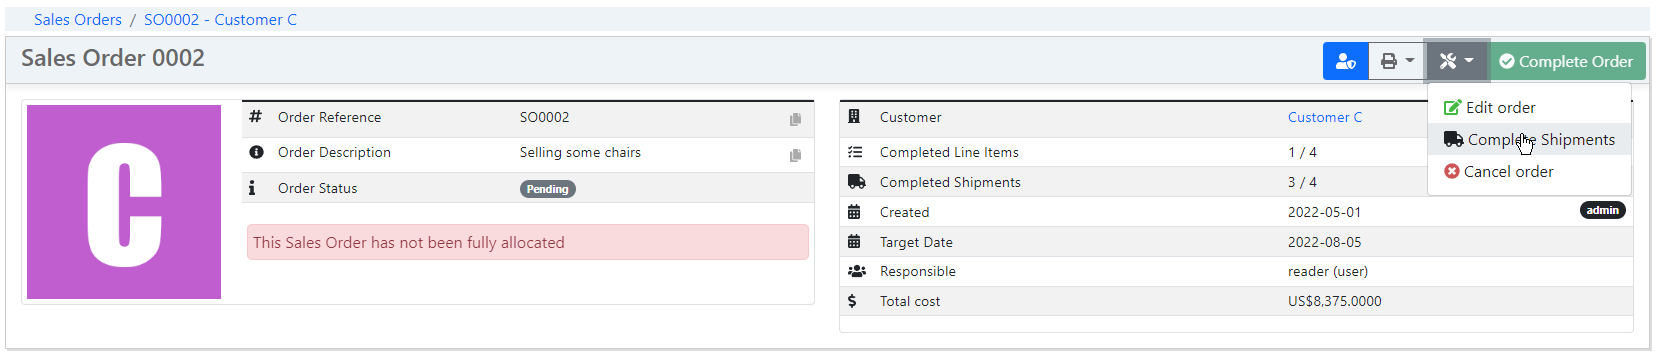 Sales Orders / SO0002 - Customer C
Sales Order 0002
Complete Order
Edit order
Complete Shipments
Cancel order
C
# Order Reference SO0002
Order Description Selling some chairs
Order Status Pending
This Sales Order has not been fully allocated
Customer Customer C
Completed Line Items 1 / 4
Completed Shipments 3 / 4
Created 2022-05-01 admin
Target Date 2022-08-05
Responsible reader (user)
$ Total cost US$8,375.0000